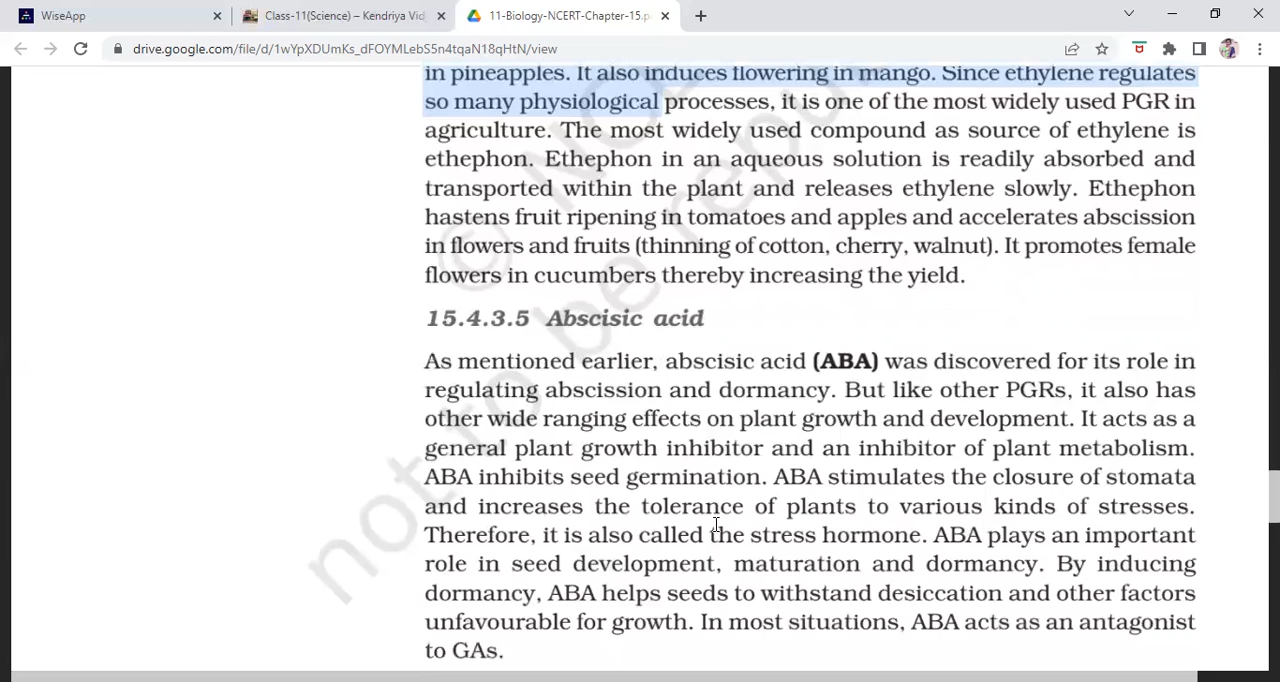 WiseApp
Class-11(Science) – Kendriya Vid
11-Biology-NCERT-Chapter-15.p
drive.google.com/file/d/1wYpXDUmKs_dFOYMLebS5n4tqaN18qHtN/view
in pineapples. It also induces flowering in mango. Since ethylene regulates
so many physiological processes, it is one of the most widely used PGR in
agriculture. The most widely used compound as source of ethylene is
ethephon. Ethephon in an aqueous solution is readily absorbed and
transported within the plant and releases ethylene slowly. Ethephon
hastens fruit ripening in tomatoes and apples and accelerates abscission
in flowers and fruits (thinning of cotton, cherry, walnut). It promotes female
flowers in cucumbers thereby increasing the yield.
15.4.3.5 Abscisic acid
As mentioned earlier, abscisic acid (ABA) was discovered for its role in
regulating abscission and dormancy. But like other PGRs, it also has
other wide ranging effects on plant growth and development. It acts as a
general plant growth inhibitor and an inhibitor of plant metabolism.
ABA inhibits seed germination. ABA stimulates the closure of stomata
and increases the tolerance of plants to various kinds of stresses.
Therefore, it is also called the stress hormone. ABA plays an important
role in seed development, maturation and dormancy. By inducing
dormancy, ABA helps seeds to withstand desiccation and other factors
unfavourable for growth. In most situations, ABA acts as an antagonist
to GAs.
© NC
not to be repu